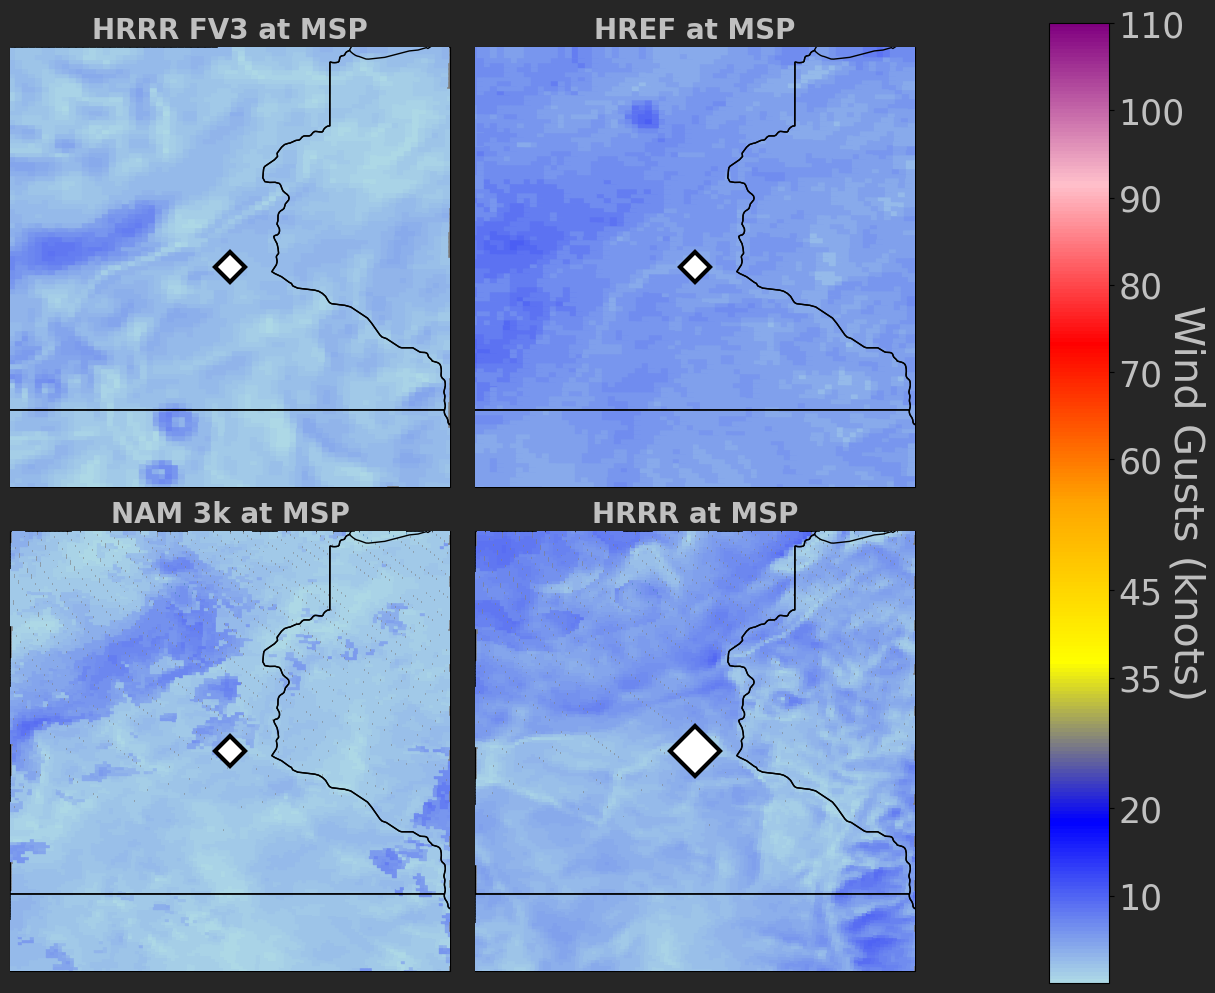 HRRR FV3 at MSP
HREF at MSP
NAM 3k at MSP
HRRR at MSP
110
100
90
80
70
60
45
35
20
10
Wind Gusts (knots)